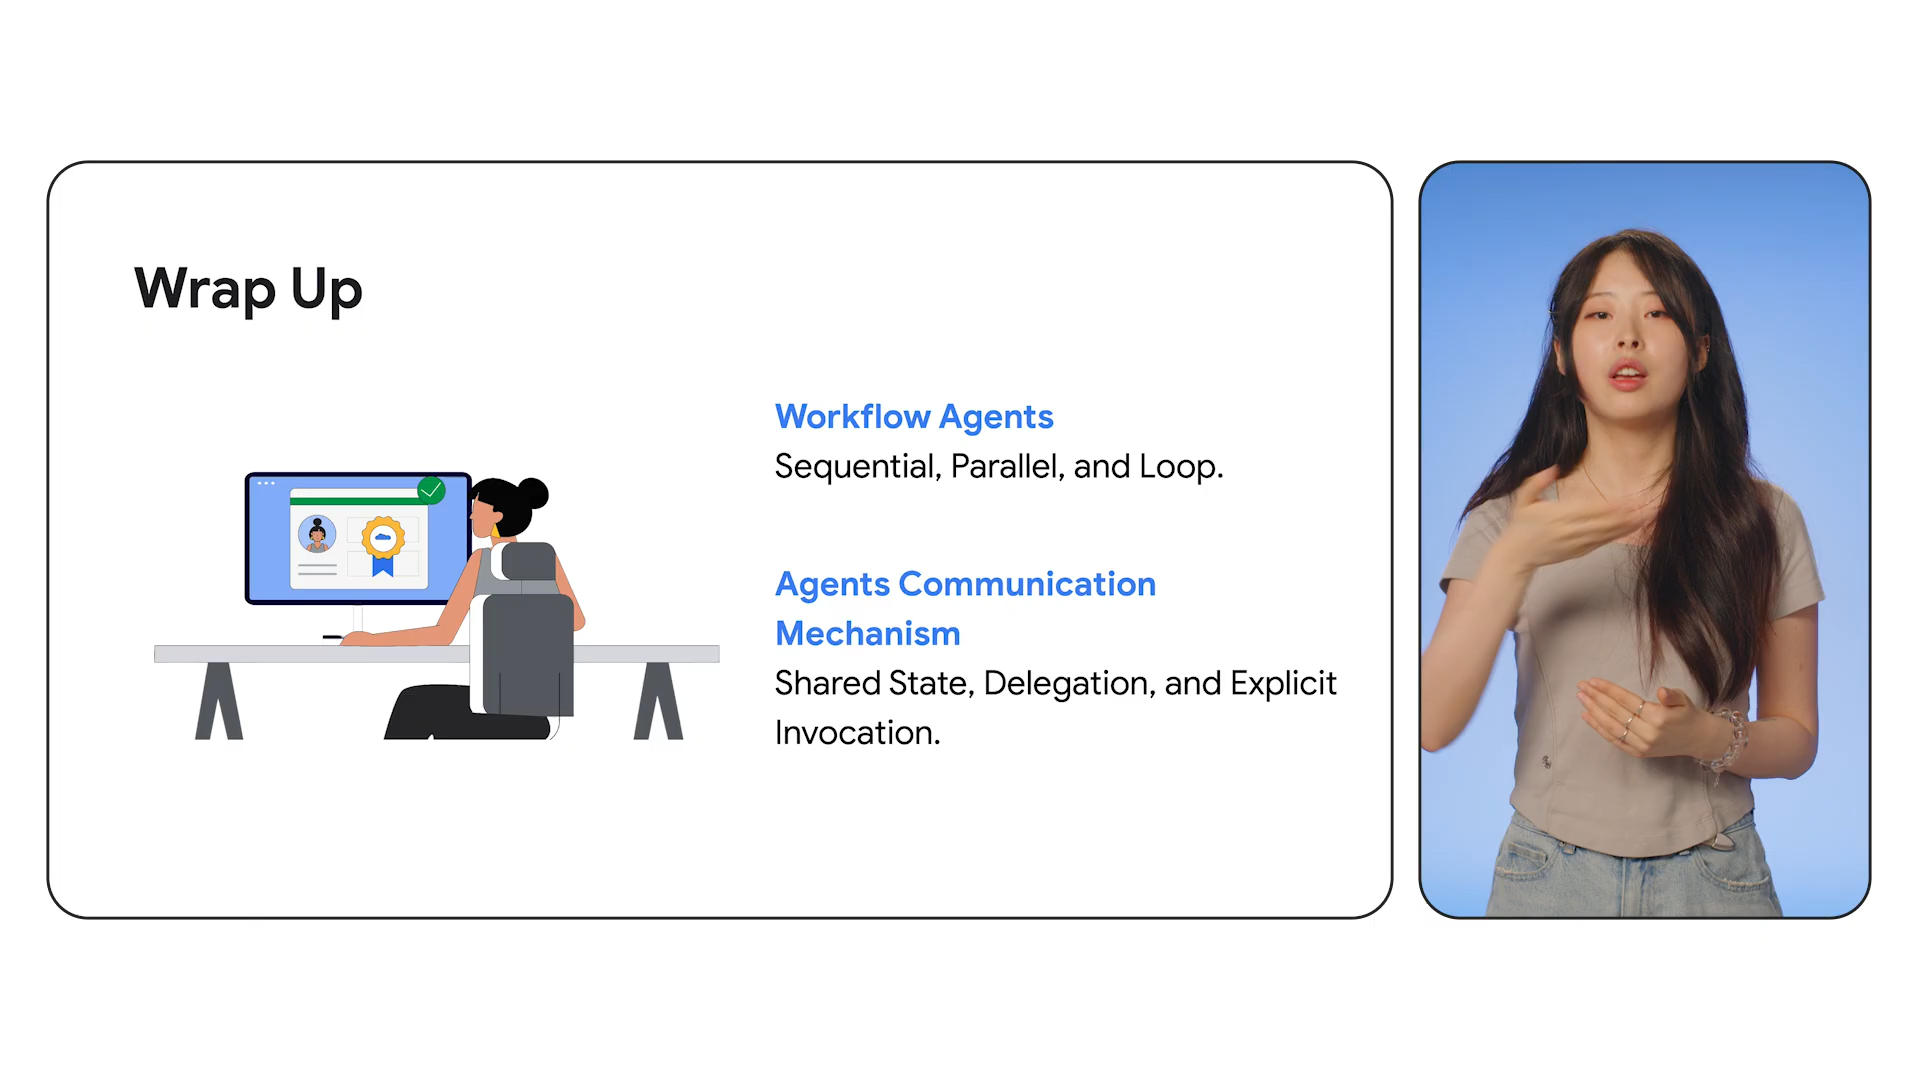 Wrap Up
Workflow Agents
Sequential, Parallel, and Loop.
Agents Communication
Mechanism
Shared State, Delegation, and Explicit
Invocation.